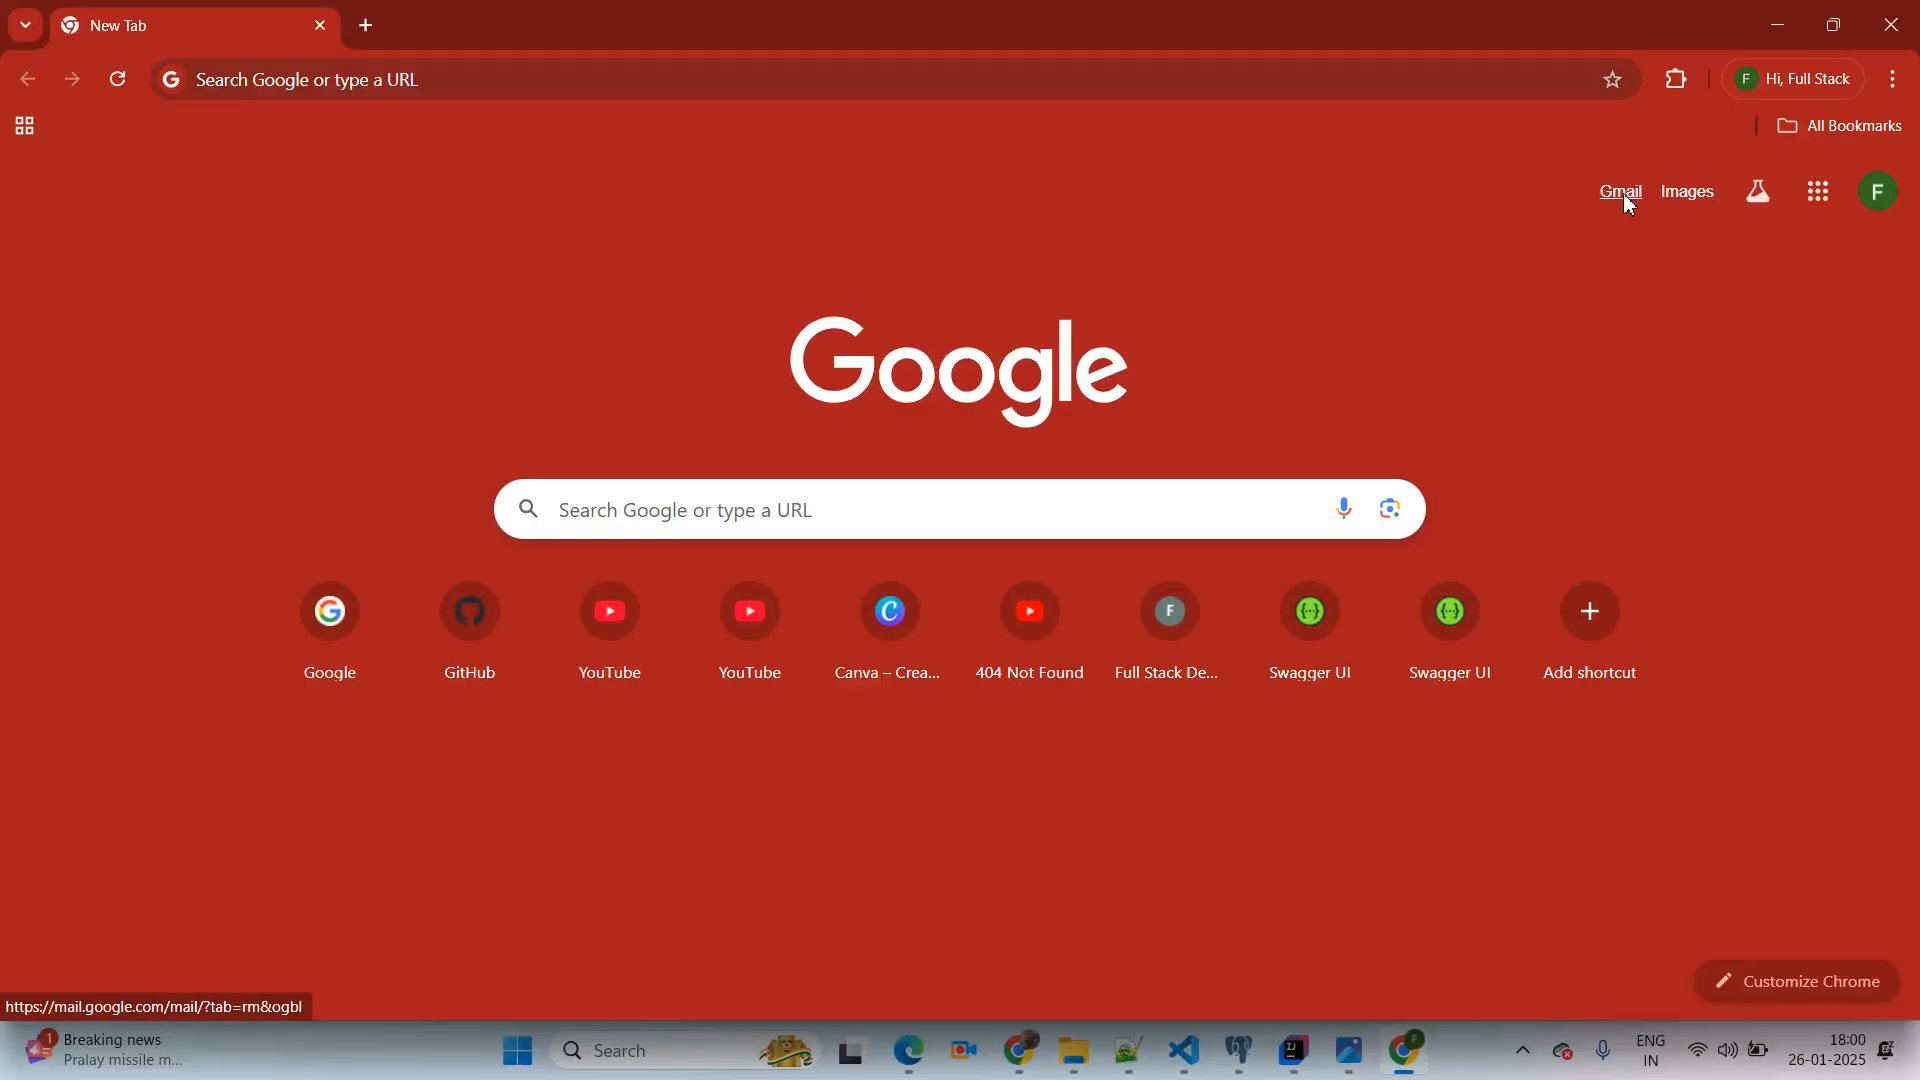 New Tab
Search Google or type a URL
Hi, Full Stack
All Bookmarks
Gmail Images
F
Google
Search Google or type a URL
Google GitHub YouTube YouTube Canva – Crea... 404 Not Found Full Stack De... Swagger UI Swagger UI Add shortcut
Customize Chrome
https://mail.google.com/mail/?tab=rm&ogbl
Breaking news
Pralay missile m...
Search
ENG
IN
18:00
26-01-2025